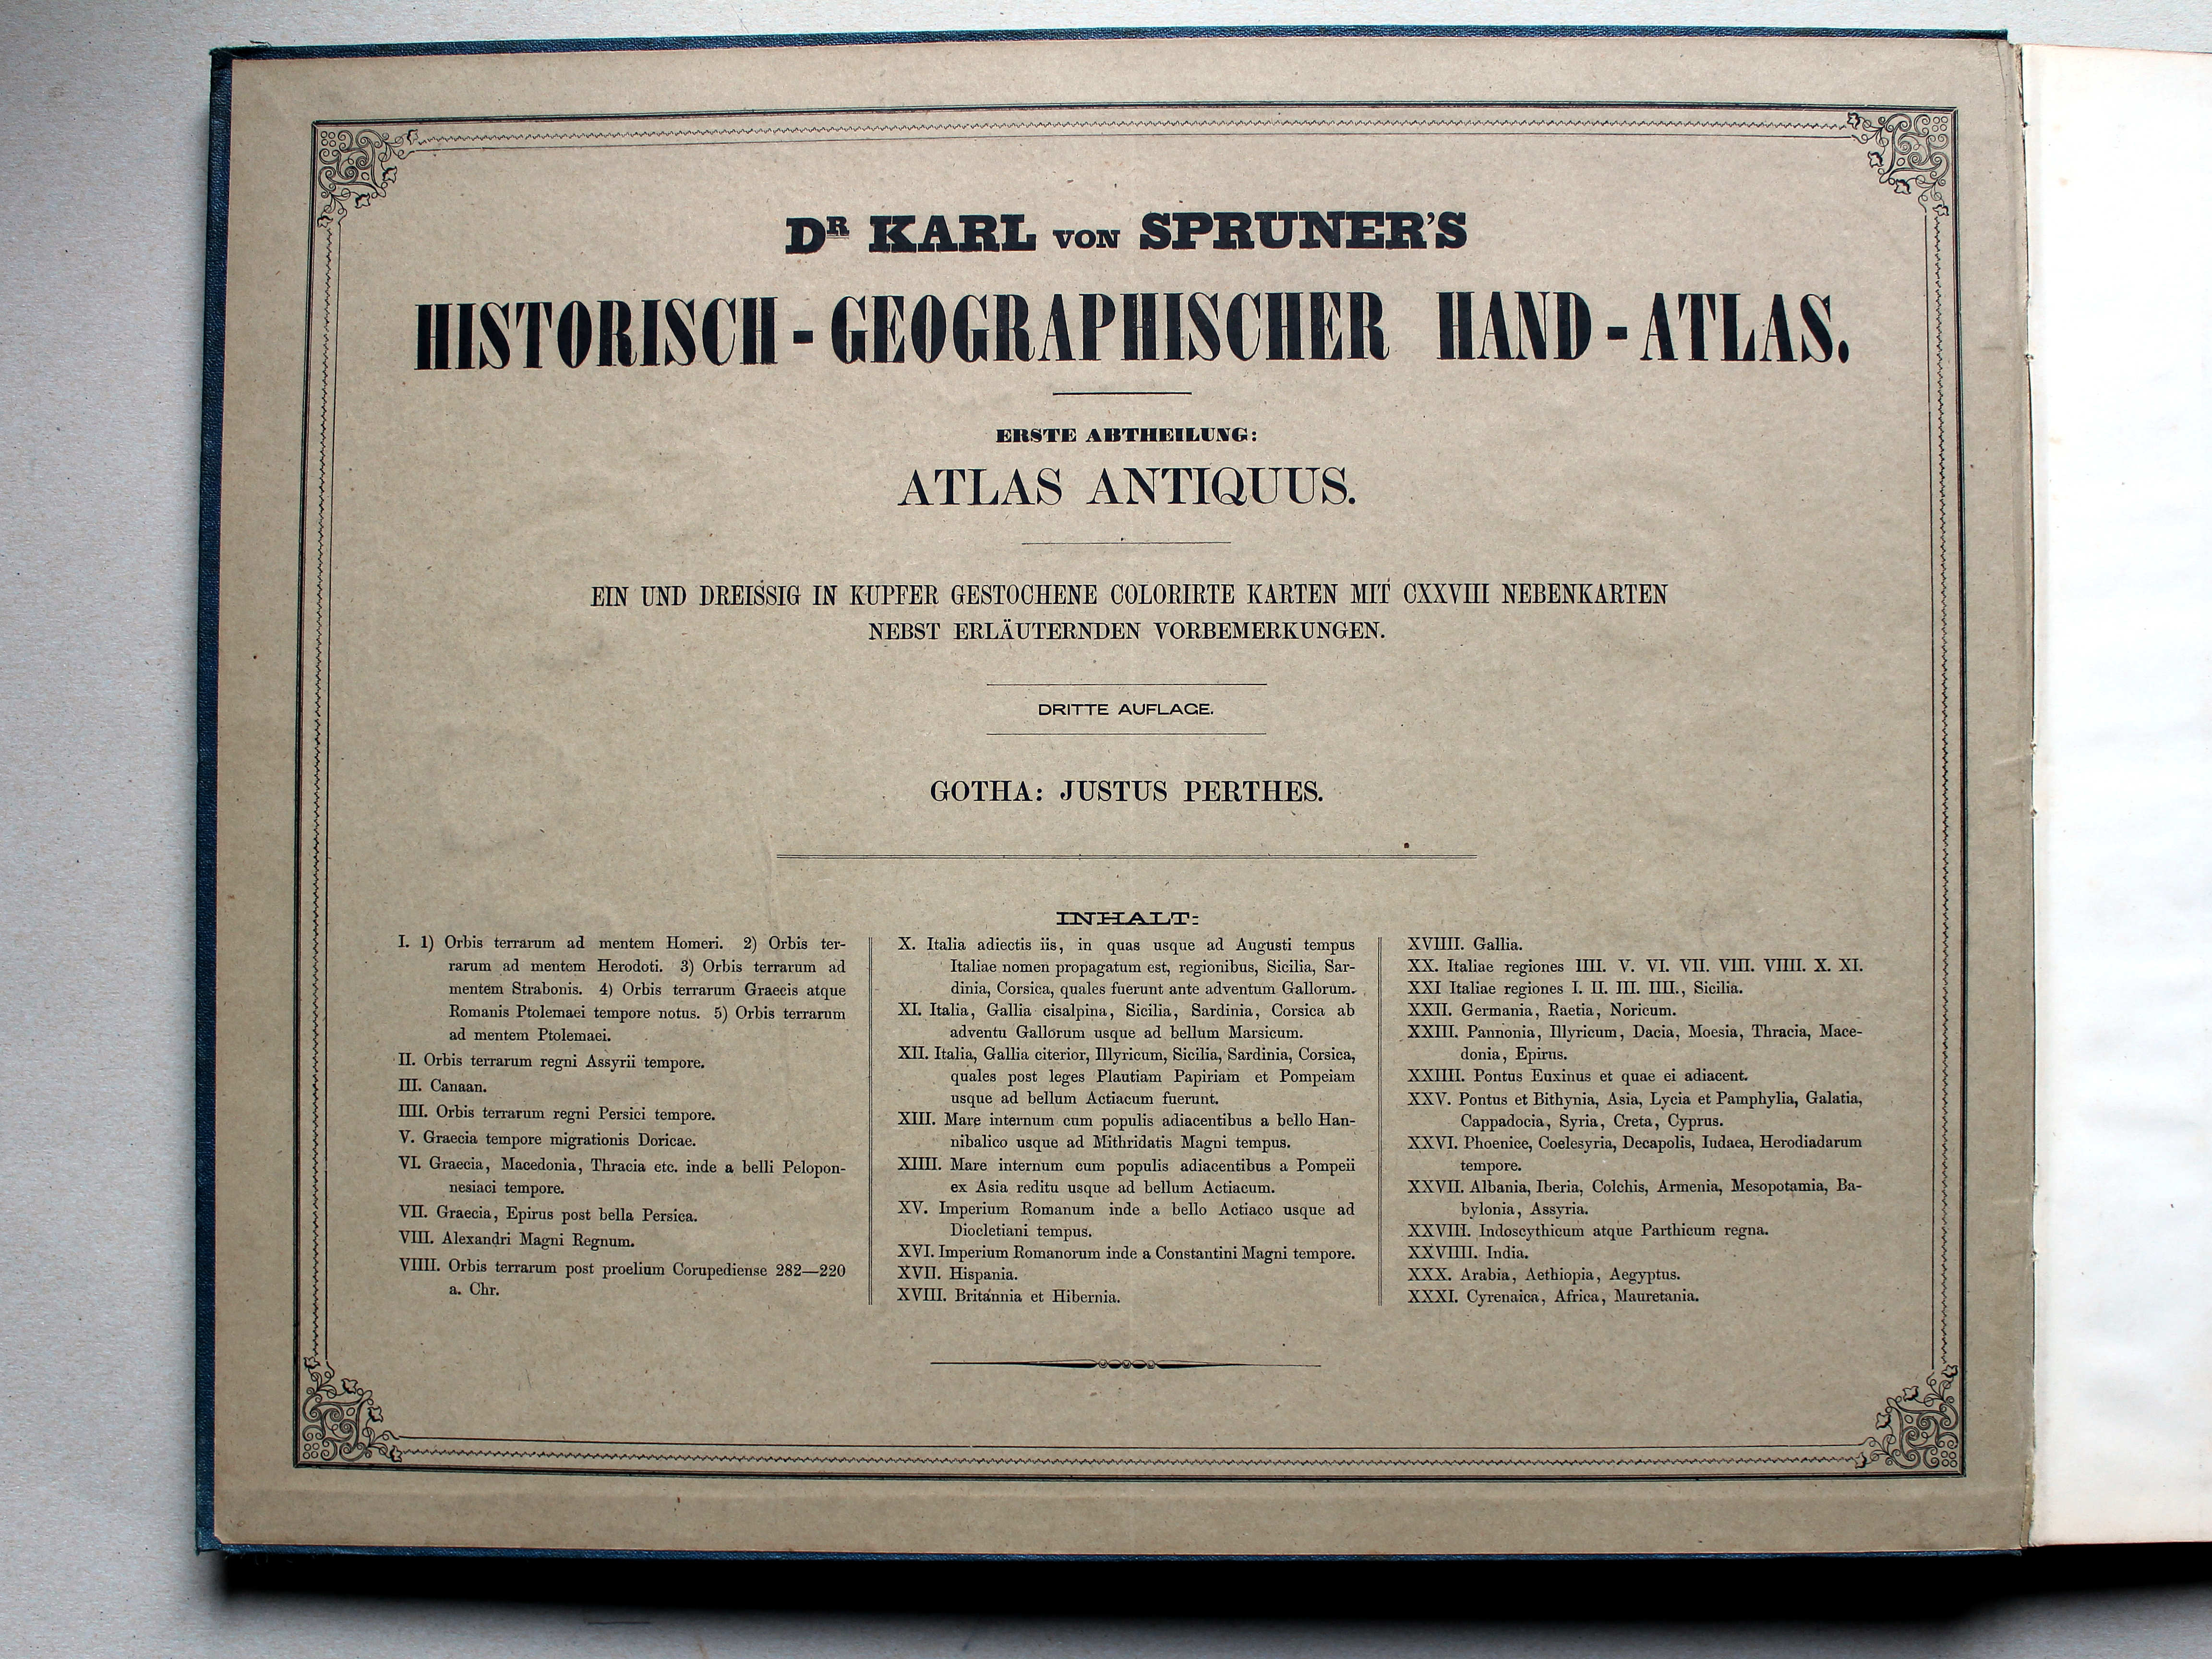 DR KARL VON SPRUNER'S
HISTORISCH-GEOGRAPHISCHER HAND-ATLAS.
ERSTE ABTHEILUNG:
ATLAS ANTIQUUS.
EIN UND DREISSIG IN KUPFER GESTOCHENE COLORIRTE KARTEN MIT CXXVIII NEBENKARTEN
NEBST ERLÄUTERNDEN VORBEMERKUNGEN.
DRITTE AUFLAGE.
GOTHA: JUSTUS PERTHES.
INHALT:
I. 1) Orbis terrarum ad mentem Homeri. 2) Orbis ter-
rarum ad mentem Herodoti. 3) Orbis terrarum ad
mentem Strabonis. 4) Orbis terrarum Graecis atque
Romanis Ptolemaei tempore notus. 5) Orbis terrarum
ad mentem Ptolemaei.
II. Orbis terrarum regni Assyrii tempore.
III. Canaan.
IIII. Orbis terrarum regni Persici tempore.
V. Graecia tempore migrationis Doricae.
VI. Graecia, Macedonia, Thracia etc. inde a belli Pelopon-
nesiaci tempore.
VII. Graecia, Epirus post bella Persica.
VIII. Alexandri Magni Regnum.
VIIII. Orbis terrarum post proelium Corupediense 282—220
a. Chr.
X. Italia adiectis iis, in quas usque ad Augusti tempus
Italiae nomen propagatum est, regionibus, Sicilia, Sar-
dinia, Corsica, quales fuerunt ante adventum Gallorum.
XI. Italia, Gallia cisalpina, Sicilia, Sardinia, Corsica ab
adventu Gallorum usque ad bellum Marsicum.
XII. Italia, Gallia citerior, Illyricum, Sicilia, Sardinia, Corsica,
quales post leges Plautiam Papiriam et Pompeiam
usque ad bellum Actiacum fuerunt.
XIII. Mare internum cum populis adiacentibus a bello Han-
nibalico usque ad Mithridatis Magni tempus.
XIIII. Mare internum cum populis adiacentibus a Pompeii
ex Asia reditu usque ad bellum Actiacum.
XV. Imperium Romanum inde a bello Actiaco usque ad
Diocletiani tempus.
XVI. Imperium Romanorum inde a Constantini Magni tempore.
XVII. Hispania.
XVIII. Britannia et Hibernia.
XVIIII. Gallia.
XX. Italiae regiones IIII. V. VI. VII. VIII. VIIII. X. XI.
XXI Italiae regiones I. II. III. IIII., Sicilia.
XXII. Germania, Raetia, Noricum.
XXIII. Pannonia, Illyricum, Dacia, Moesia, Thracia, Mace-
donia, Epirus.
XXIIII. Pontus Euxinus et quae ei adiacent.
XXV. Pontus et Bithynia, Asia, Lycia et Pamphylia, Galatia,
Cappadocia, Syria, Creta, Cyprus.
XXVI. Phoenice, Coelesyria, Decapolis, Iudaea, Herodiadarum
tempore.
XXVII. Albania, Iberia, Colchis, Armenia, Mesopotamia, Ba-
bylonia, Assyria.
XXVIII. Indoscythicum atque Parthicum regna.
XXVIIII. India.
XXX. Arabia, Aethiopia, Aegyptus.
XXXI. Cyrenaica, Africa, Mauretania.